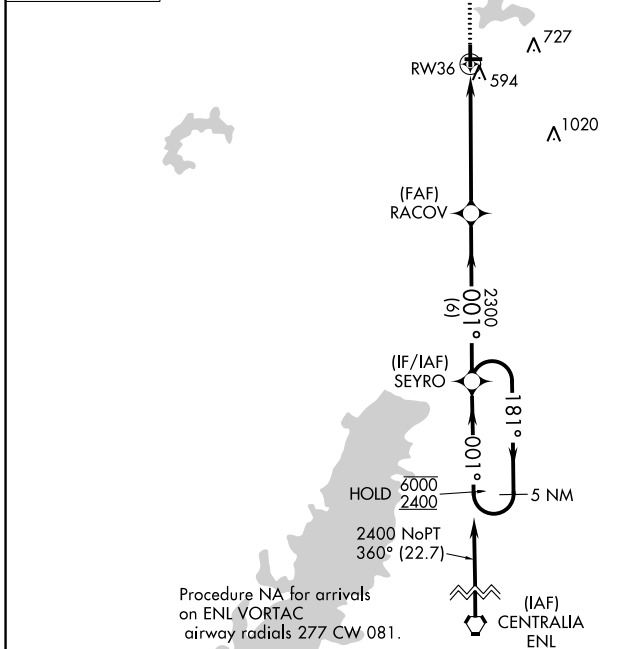 727
RW36
594
1020
(FAF)
RACOV
2300
001°
(6)
(IF/IAF)
SEYRO
181°
001°
HOLD 6000
2400
5 NM
2400 NoPT
360° (22.7)
Procedure NA for arrivals
on ENL VORTAC
airway radials 277 CW 081.
(IAF)
CENTRALIA
ENL